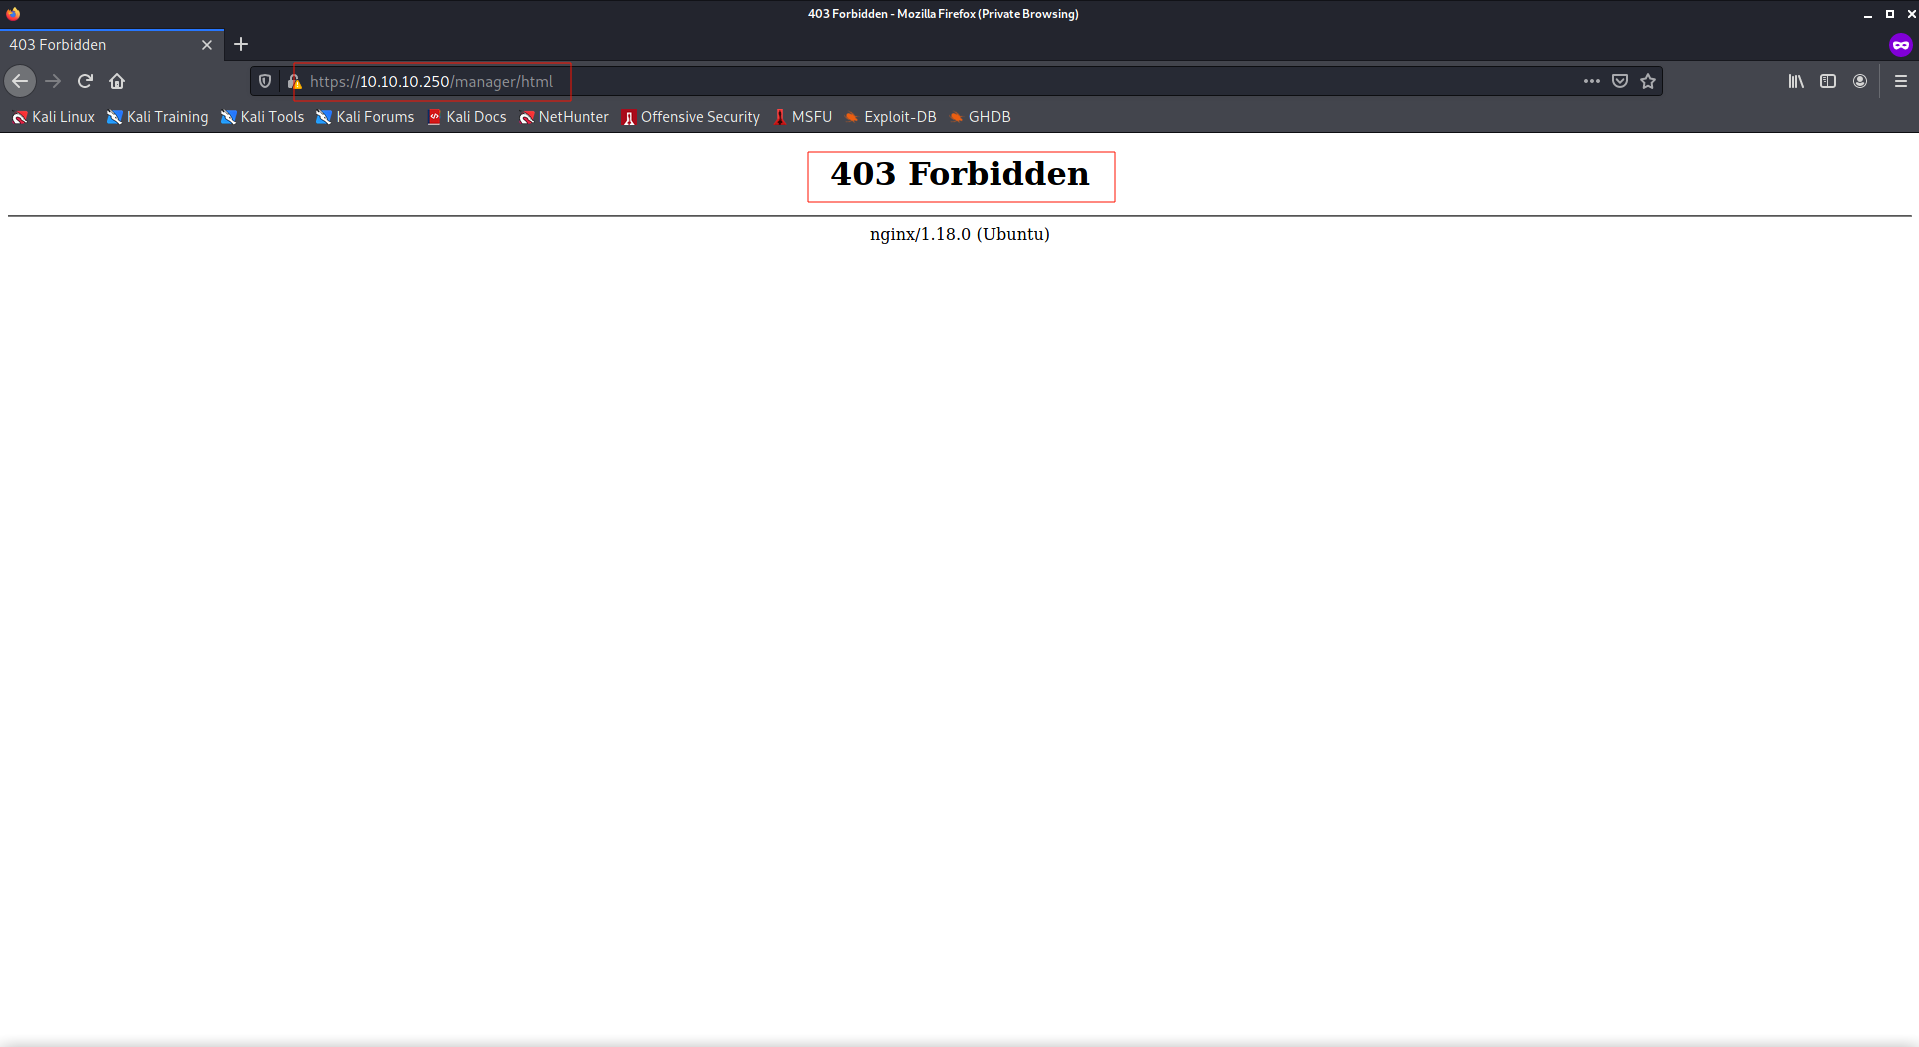 403 Forbidden - Mozilla Firefox (Private Browsing)
403 Forbidden
https://10.10.10.250/manager/html
Kali Linux Kali Training Kali Tools Kali Forums Kali Docs NetHunter Offensive Security MSFU Exploit-DB GHDB
403 Forbidden
nginx/1.18.0 (Ubuntu)